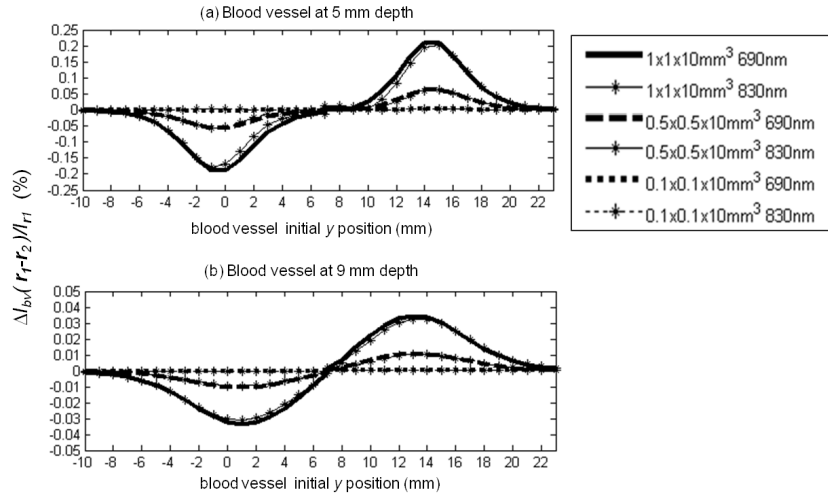 (a) Blood vessel at 5 mm depth
0.25
0.2
0.15
0.1
0.05
0
-0.05
-0.1
-0.15
-0.2
-0.25
-10 -8 -6 -4 -2 0 2 4 6 8 10 12 14 16 18 20 22
blood vessel initial y position (mm)
1x1x10mm³ 690nm
1x1x10mm³ 830nm
0.5x0.5x10mm³ 690nm
0.5x0.5x10mm³ 830nm
0.1x0.1x10mm³ 690nm
0.1x0.1x10mm³ 830nm
ΔI_bv(r₁-r₂)/I_r1 (%)
(b) Blood vessel at 9 mm depth
0.05
0.04
0.03
0.02
0.01
0
-0.01
-0.02
-0.03
-0.04
-0.05
-10 -8 -6 -4 -2 0 2 4 6 8 10 12 14 16 18 20 22
blood vessel initial y position (mm)